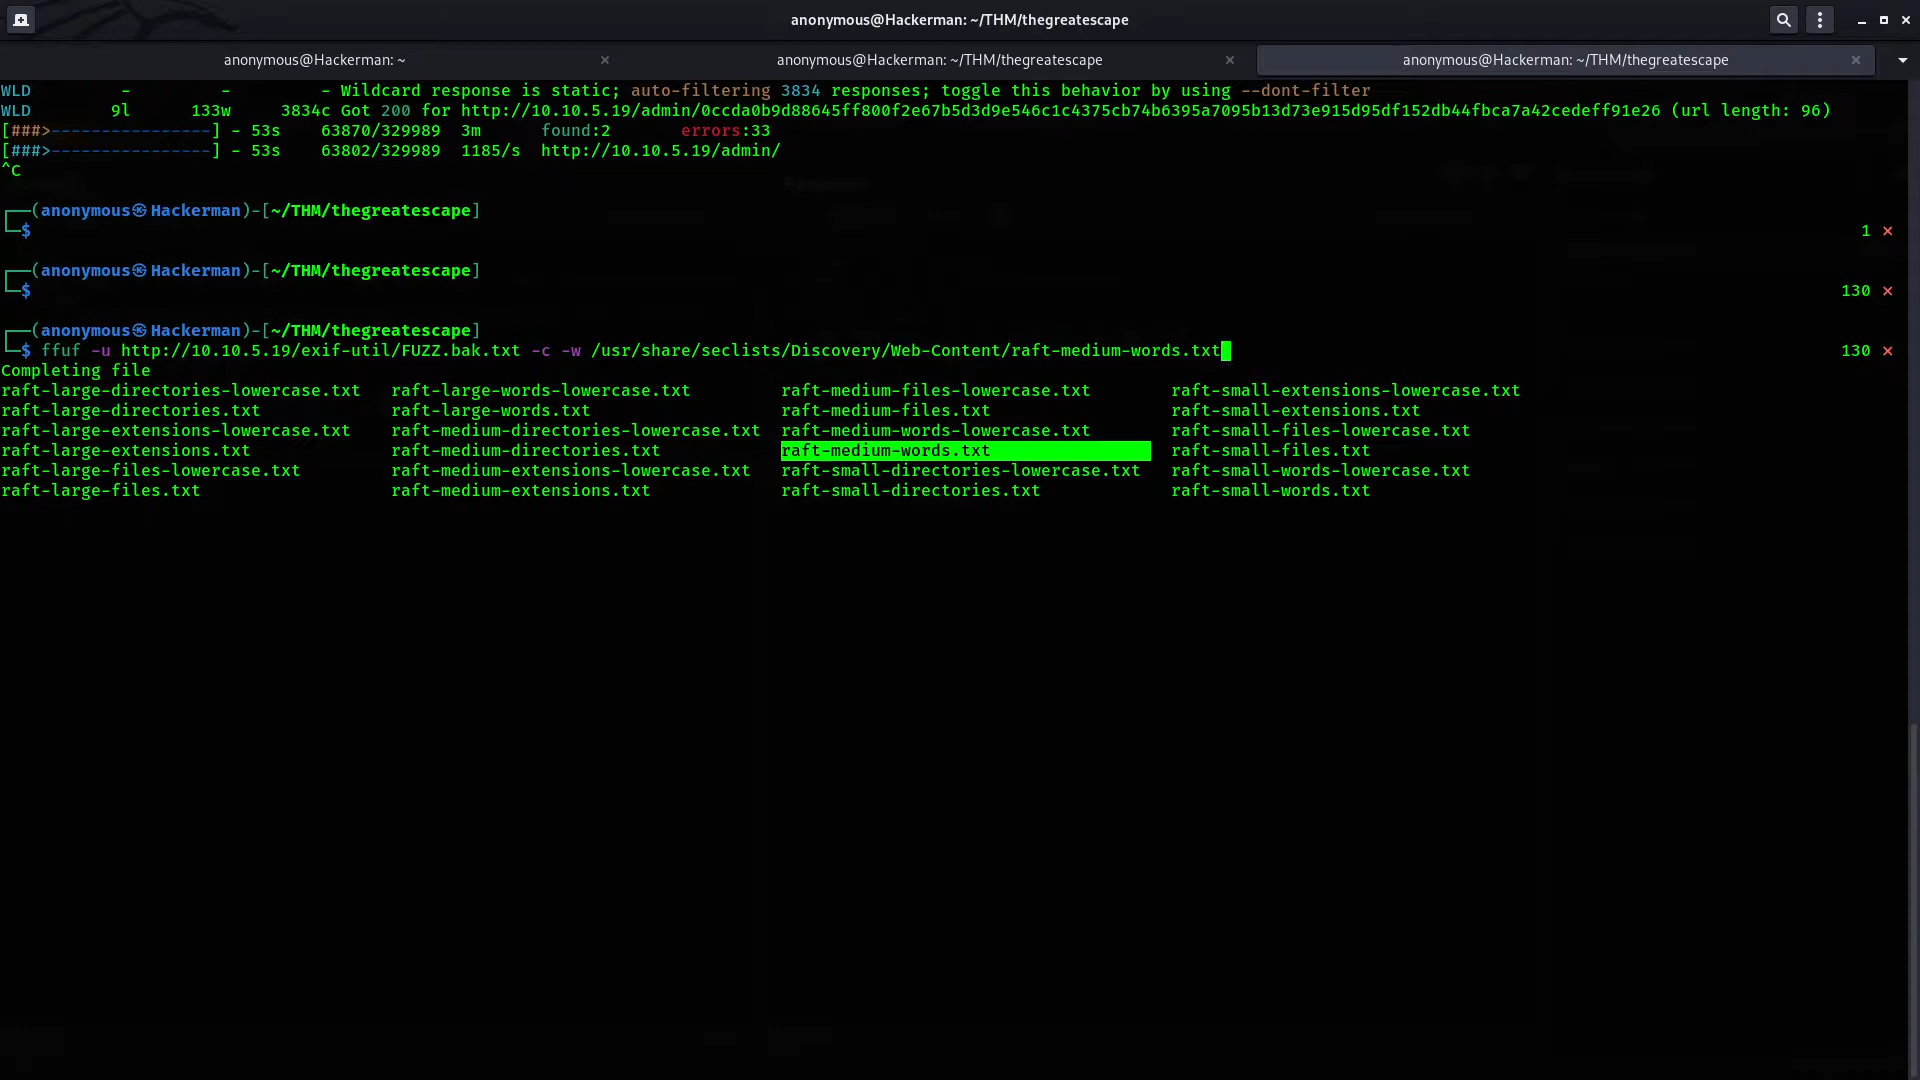 anonymous@Hackerman: ~/THM/thegreatescape
anonymous@Hackerman: ~ × anonymous@Hackerman: ~/THM/thegreatescape × anonymous@Hackerman: ~/THM/thegreatescape ×
WLD - - - Wildcard response is static; auto-filtering 3834 responses; toggle this behavior by using --dont-filter
WLD 9l 133w 3834c Got 200 for http://10.10.5.19/admin/0ccda0b9d88645ff800f2e67b5d3d9e546c1c4375cb74b6395a7095b13d73e915d95df152db44fbca7a42cedeff91e26 (url length: 96)
[###>----------------] - 53s 63870/329989 3m found:2 errors:33
[###>----------------] - 53s 63802/329989 1185/s http://10.10.5.19/admin/
^C
┌──(anonymous㉿Hackerman)-[~/THM/thegreatescape]
└─$ 1 ⨯
┌──(anonymous㉿Hackerman)-[~/THM/thegreatescape]
└─$ 130 ⨯
┌──(anonymous㉿Hackerman)-[~/THM/thegreatescape]
└─$ ffuf -u http://10.10.5.19/exif-util/FUZZ.bak.txt -c -w /usr/share/seclists/Discovery/Web-Content/raft-medium-words.txt 130 ⨯
Completing file
raft-large-directories-lowercase.txt raft-large-words-lowercase.txt raft-medium-files-lowercase.txt raft-small-extensions-lowercase.txt
raft-large-directories.txt raft-large-words.txt raft-medium-files.txt raft-small-extensions.txt
raft-large-extensions-lowercase.txt raft-medium-directories-lowercase.txt raft-medium-words-lowercase.txt raft-small-files-lowercase.txt
raft-large-extensions.txt raft-medium-directories.txt raft-medium-words.txt raft-small-files.txt
raft-large-files-lowercase.txt raft-medium-extensions-lowercase.txt raft-small-directories-lowercase.txt raft-small-words-lowercase.txt
raft-large-files.txt raft-medium-extensions.txt raft-small-directories.txt raft-small-words.txt